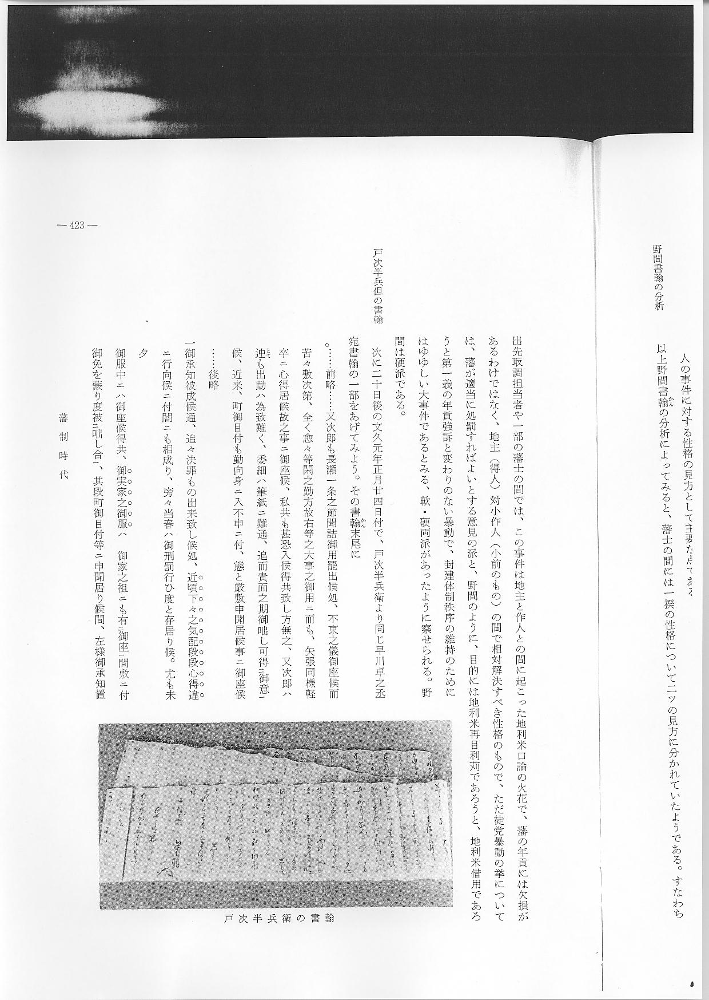 人の事件に対する性格の見方として主要な点である
野間書翰の分析
以上野間書翰の分析によってみると、藩士の間には一揆の性格について二ッの見方に分かれていたようである。すなわち
出先取調担当者や一部の藩士の間では、この事件は地主と作人との間に起こった地利米口論の火花で、藩の年貢には欠損が
あるわけではなく、地主(得人)対小作人(小前のもの)の間で相対解決すべき性格のもので、ただ徒党暴動の挙について
は、藩が適当に処罰すればよいとする意見の派と、野間のように、目的には地利米再目利苅であろうと、地利米借用であろ
うと第一義の年貢強訴と変わりのない暴動で、封建体制秩序の維持のために
はゆゆしい大事件であるとみる、軟・硬両派があったように察せられる。野
間は硬派である。
戸次半兵但の書翰
次に二十日後の文久元年正月廿四日付で、戸次半兵衛より同じ早川卓之丞
宛書翰の一部をあげてみよう。その書翰末尾に
。……前略……又次郎も長瀬一条之節聞詰御用罷出候処、不束之儀御座候而
苦々敷次第、全く愈々等閑之勤方故右等之大事之御用ニ而も、矢張同様軽
卒ニ心得居候故之事ニ御座候、私共も甚恐入候得共致し方無之、又次郎ハ
迚も出勤ハ為致難く、委細ハ筆紙ニ難通、追而貴面之期御咄し可得ニ御意一
候、近来、町御目付も勤向身ニ入不申ニ付、態と厳敷申聞居候事ニ御座候
……後略
一御承知被成候通、追々決罪もの出来致し候処、近頃下々之気配段段心得違
ニ行向候ニ付闇ニも相成り、旁々当春ハ御刑罰行ひ度と存居り候。尤も未
夕
御服中ニハ御座候得共、御実家之御服ハ 御家之祖ニも有ニ御座一間敷ニ付
御免を蒙り度被ニ咄し合一、其段町御目付等ニ申聞居り候間、左様御承知置
戸次半兵衛の書翰
藩制時代
—423—